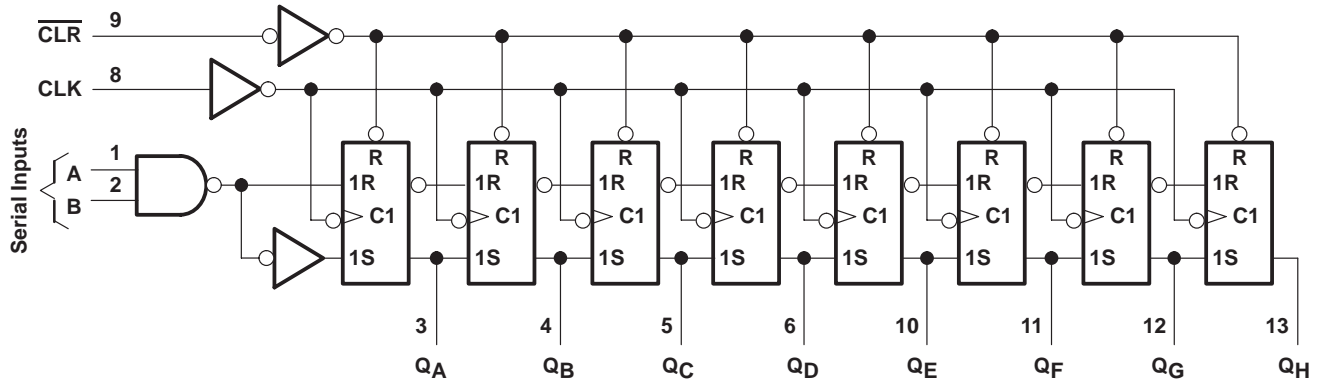 CLR 9
CLK 8
Serial Inputs
A 1
B 2
R R R R R R R R
1R 1R 1R 1R 1R 1R 1R 1R
C1 C1 C1 C1 C1 C1 C1 C1
1S 1S 1S 1S 1S 1S 1S 1S
3 4 5 6 10 11 12 13
QA QB QC QD QE QF QG QH